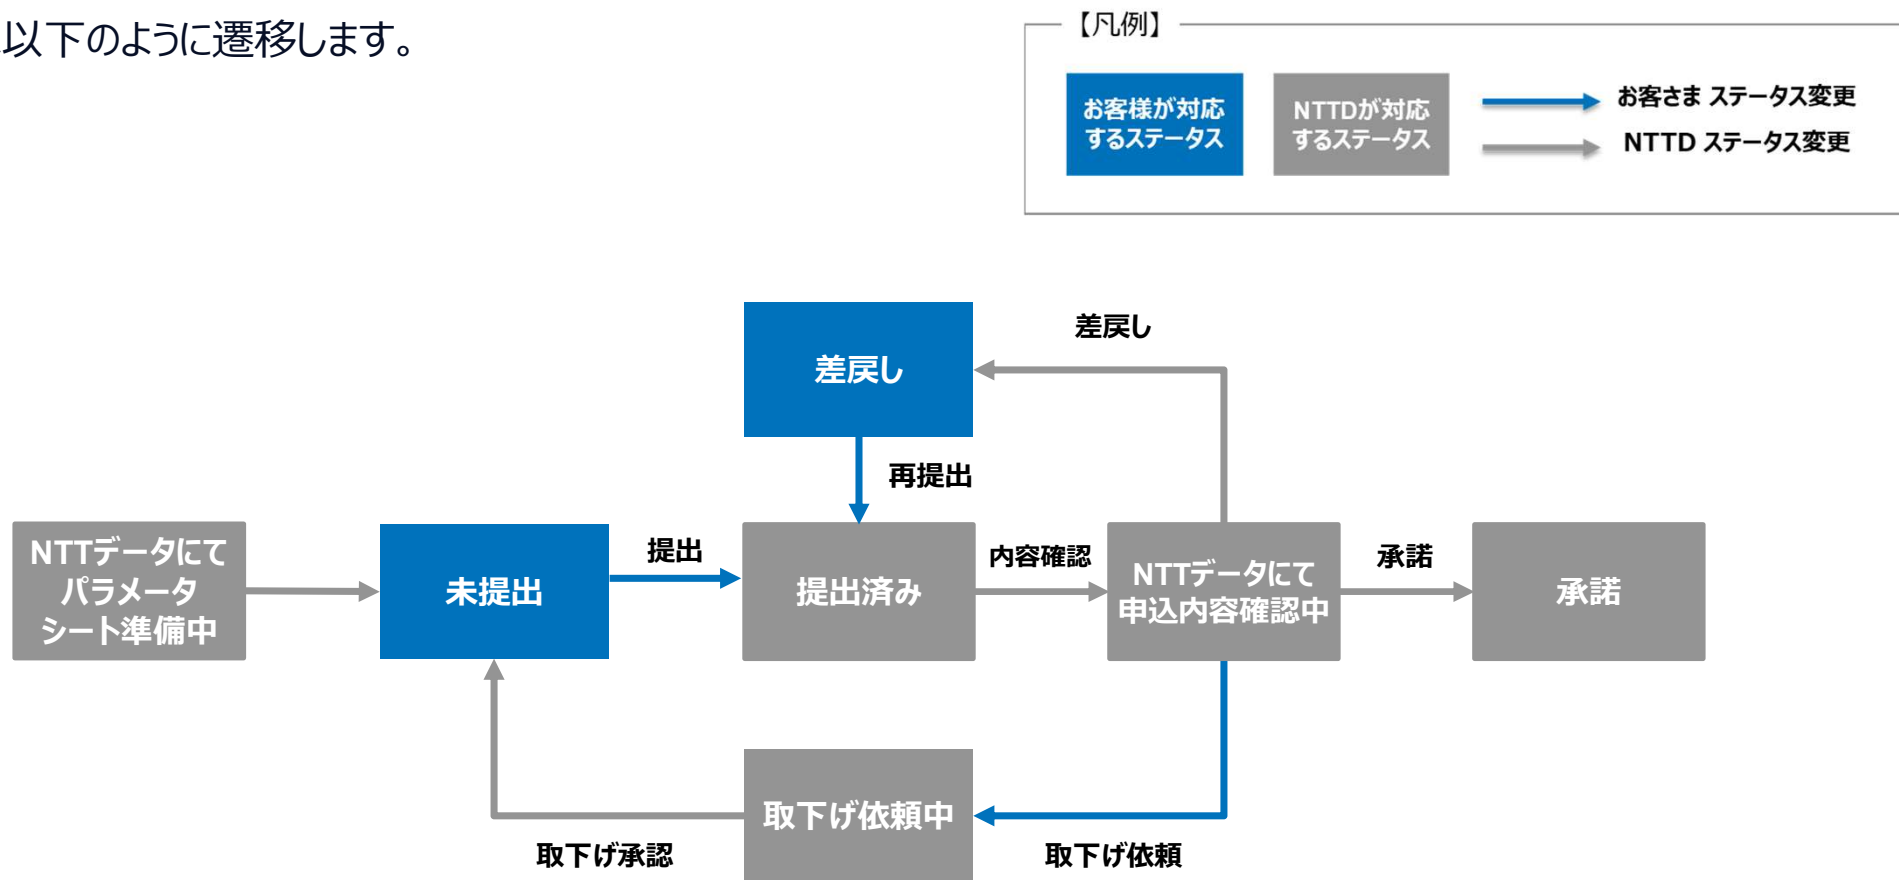 以下のように遷移します。
【凡例】
お客様が対応
するステータス
NTTDが対応
するステータス
お客さま ステータス変更
NTTD ステータス変更
差戻し
差戻し
再提出
NTTデータにて
パラメータ
シート準備中
未提出
提出
提出済み
内容確認
NTTデータにて
申込内容確認中
承諾
承諾
取下げ依頼中
取下げ承認
取下げ依頼